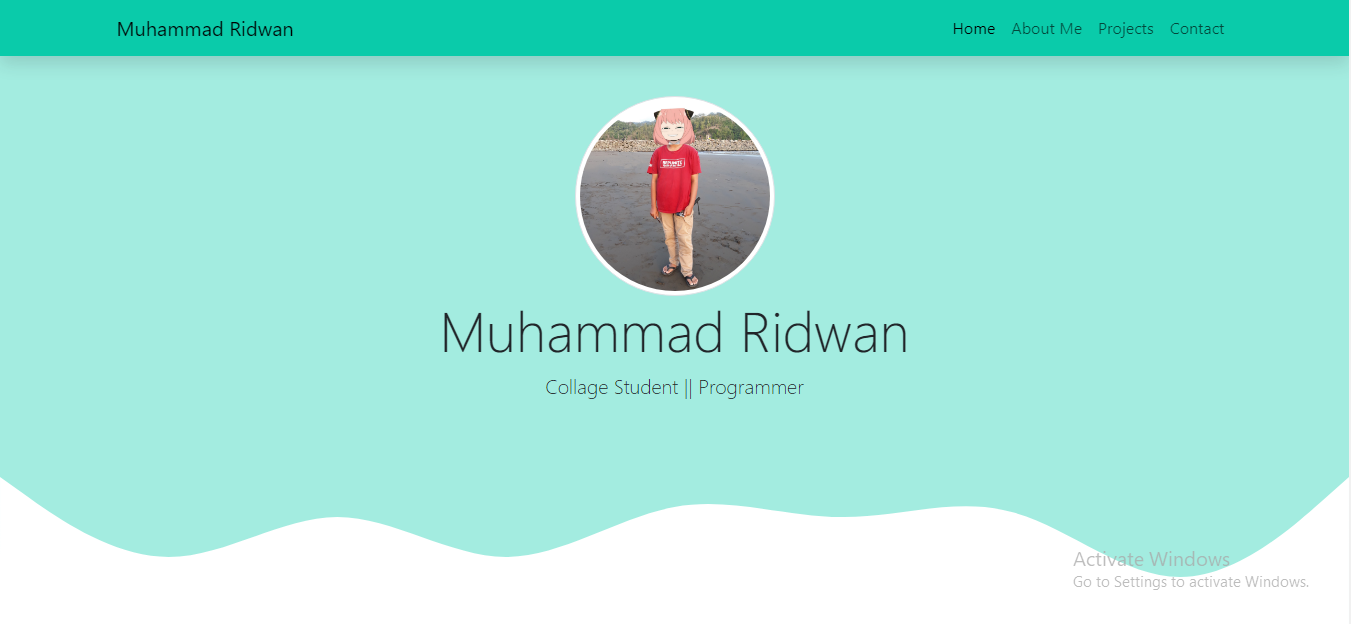 Muhammad Ridwan
Home About Me Projects Contact
Muhammad Ridwan
Collage Student || Programmer
Activate Windows
Go to Settings to activate Windows.